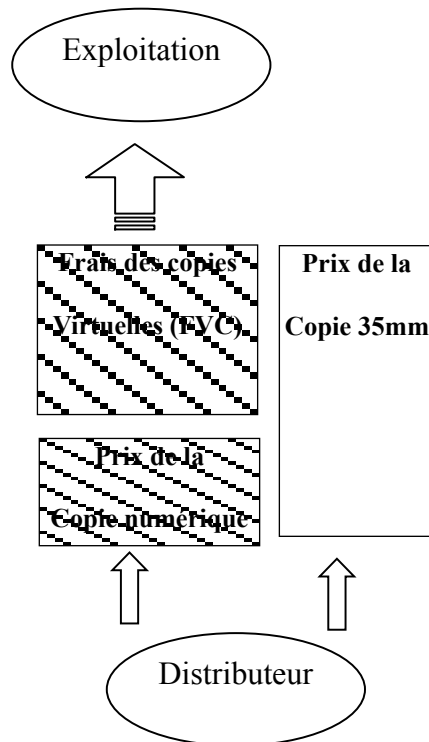 Exploitation
Frais des copies
Virtuelles (FVC)
Prix de la
Copie 35mm
Prix de la
Copie numérique
Distributeur